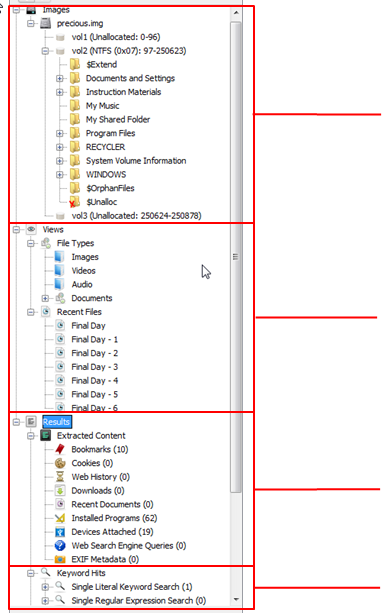 Images
precious.img
vol1 (Unallocated: 0-96)
vol2 (NTFS (0x07): 97-250623)
$Extend
Documents and Settings
Instruction Materials
My Music
My Shared Folder
Program Files
RECYCLER
System Volume Information
WINDOWS
$OrphanFiles
$Unalloc
vol3 (Unallocated: 250624-250878)
Views
File Types
Images
Videos
Audio
Documents
Recent Files
Final Day
Final Day - 1
Final Day - 2
Final Day - 3
Final Day - 4
Final Day - 5
Final Day - 6
Results
Extracted Content
Bookmarks (10)
Cookies (0)
Web History (0)
Downloads (0)
Recent Documents (0)
Installed Programs (62)
Devices Attached (19)
Web Search Engine Queries (0)
EXIF Metadata (0)
Keyword Hits
Single Literal Keyword Search (1)
Single Regular Expression Search (0)